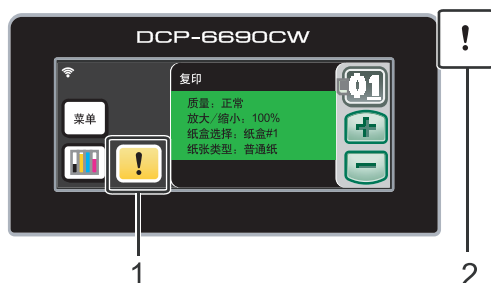 DCP-6690CW
!
复印
01
质量：正常
放大/缩小：100%
纸盒选择：纸盒#1
纸张类型：普通纸
菜单
+
!
−
1
2